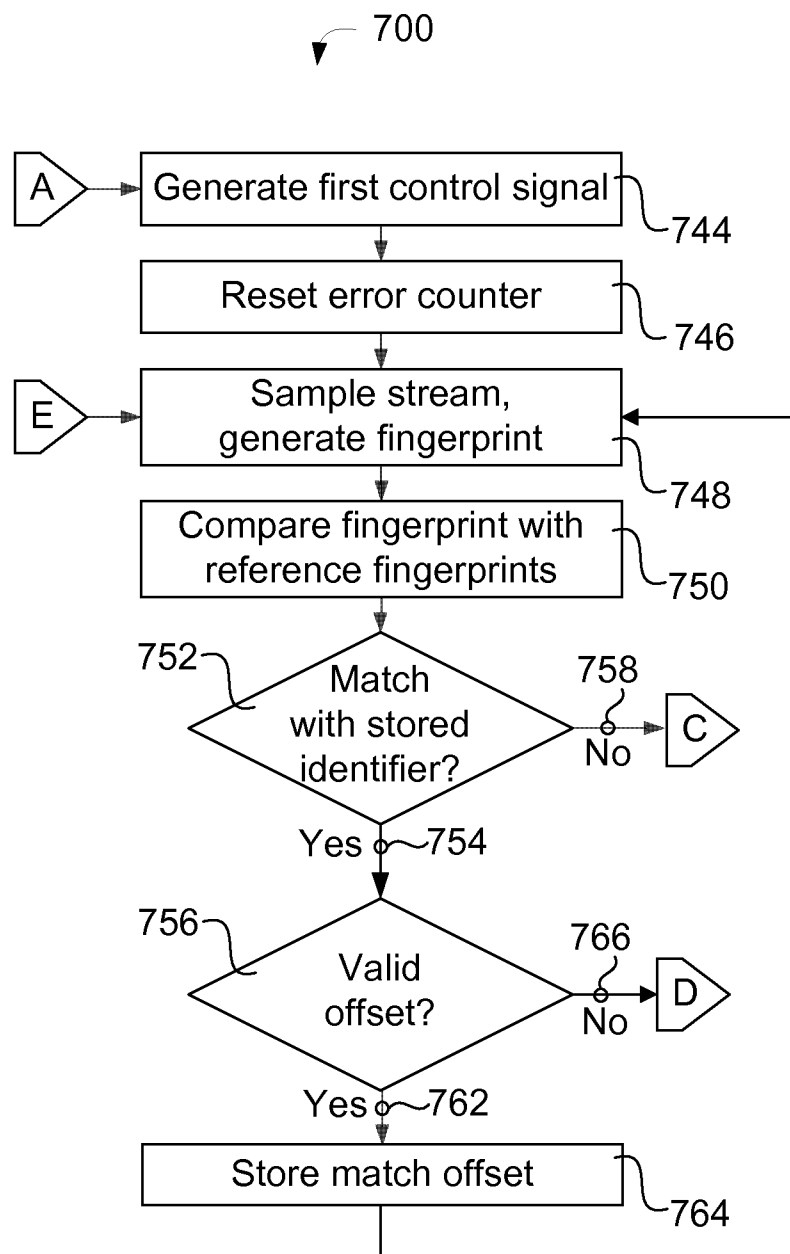 700
A
Generate first control signal
744
Reset error counter
746
E
Sample stream,
generate fingerprint
748
Compare fingerprint with
reference fingerprints
750
752
Match
with stored
identifier?
758
No
C
Yes
754
756
Valid
offset?
766
No
D
Yes
762
Store match offset
764